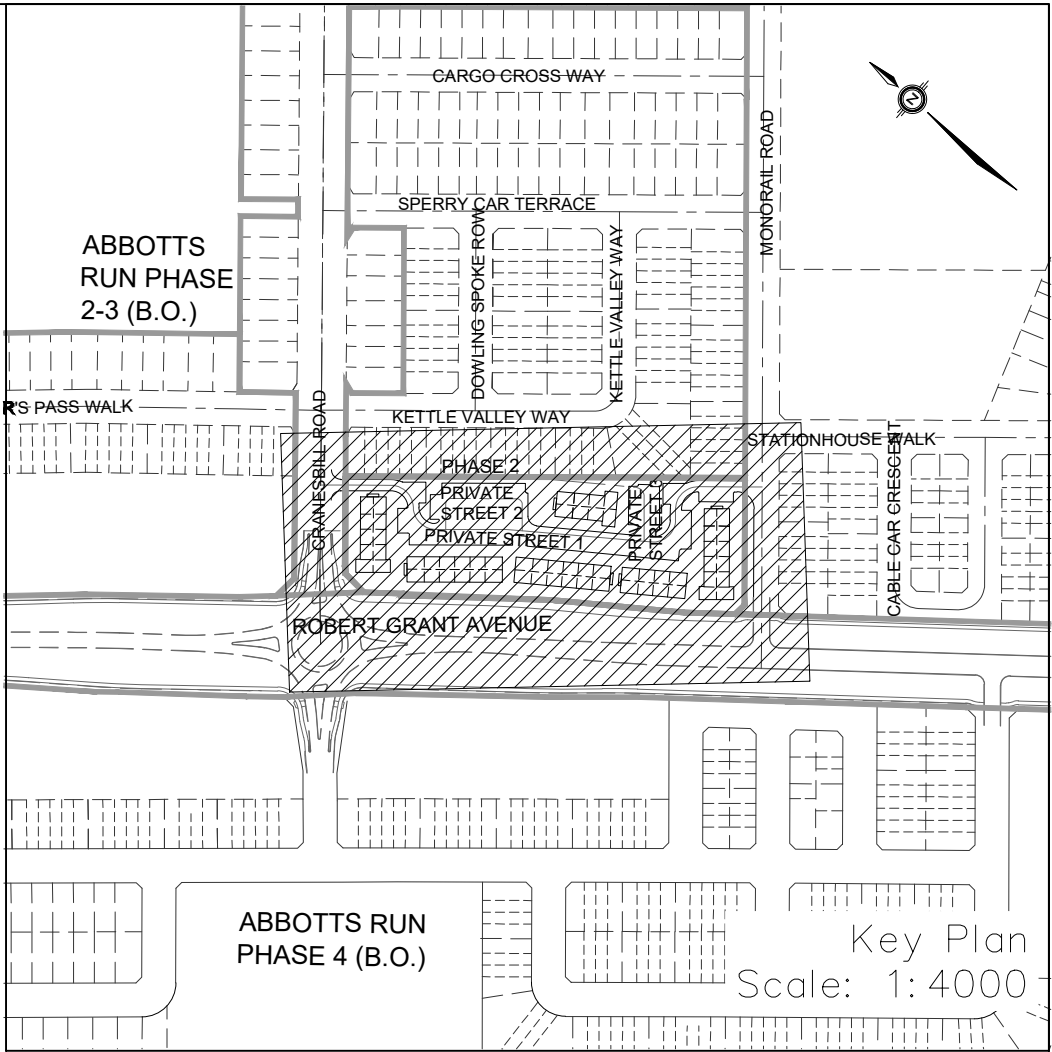 CARGO CROSS WAY
N
MONORAIL ROAD
SPERRY CAR TERRACE
ABBOTTS
RUN PHASE
2-3 (B.O.)
DOWLING SPOKE ROW
KETTLE VALLEY WAY
R'S PASS WALK
CRANESBILL ROAD
KETTLE VALLEY WAY
STATIONHOUSE WALK
CABLE CAR CRESCENT
PHASE 2
PRIVATE
STREET 2
PRIVATE STREET 1
PRIVATE
STREET 3
ROBERT GRANT AVENUE
ABBOTTS RUN
PHASE 4 (B.O.)
Key Plan
Scale: 1:4000